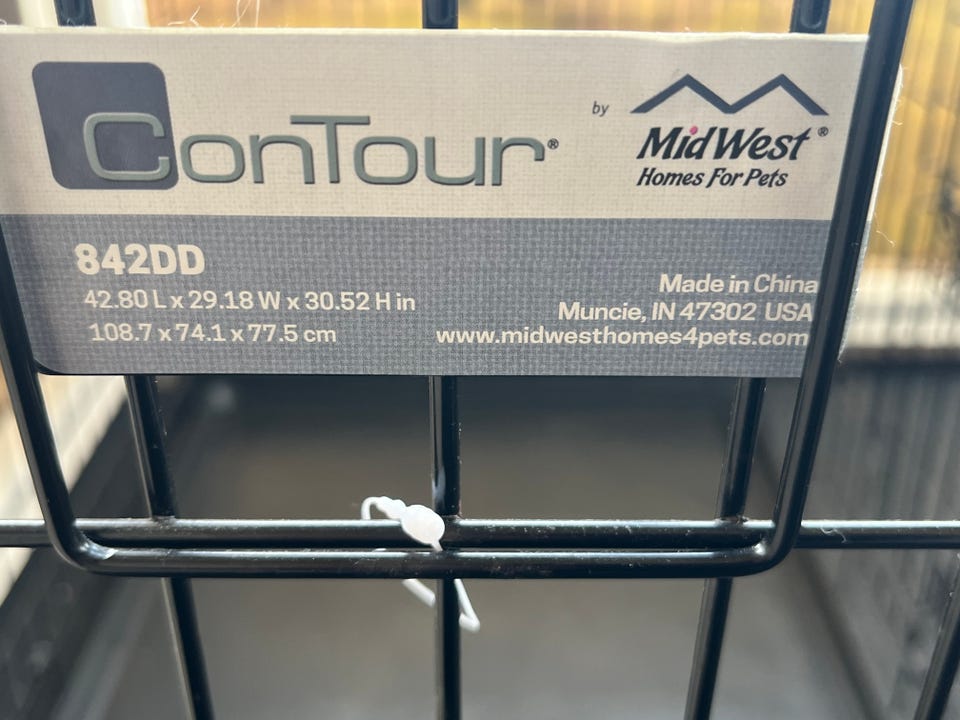 ConTour®
by
MidWest®
Homes For Pets
842DD
42.80 L x 29.18 W x 30.52 H in
108.7 x 74.1 x 77.5 cm
Made in China
Muncie, IN 47302 USA
www.midwesthomes4pets.com